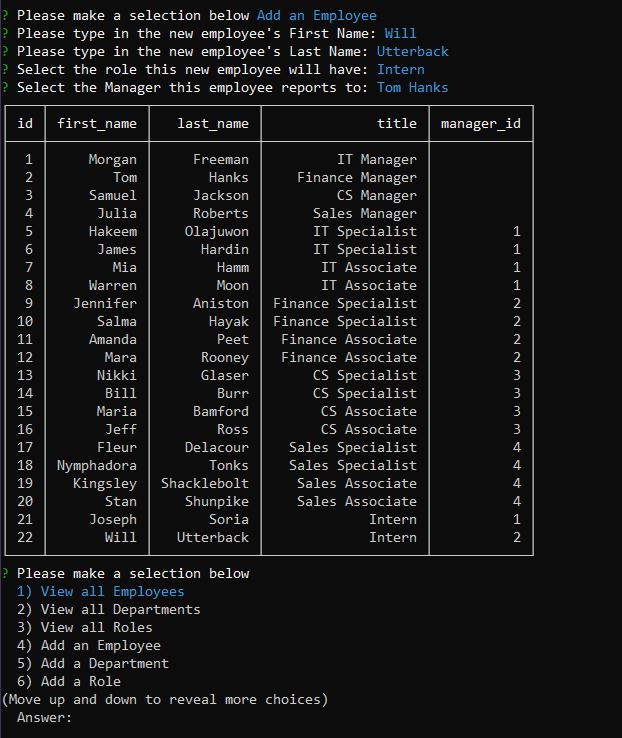 ? Please make a selection below Add an Employee
? Please type in the new employee's First Name: Will
? Please type in the new employee's Last Name: Utterback
? Select the role this new employee will have: Intern
? Select the Manager this employee reports to: Tom Hanks
id first_name last_name title manager_id
1 Morgan Freeman IT Manager
2 Tom Hanks Finance Manager
3 Samuel Jackson CS Manager
4 Julia Roberts Sales Manager
5 Hakeem Olajuwon IT Specialist 1
6 James Hardin IT Specialist 1
7 Mia Hamm IT Associate 1
8 Warren Moon IT Associate 1
9 Jennifer Aniston Finance Specialist 2
10 Salma Hayak Finance Specialist 2
11 Amanda Peet Finance Associate 2
12 Mara Rooney Finance Associate 2
13 Nikki Glaser CS Specialist 3
14 Bill Burr CS Specialist 3
15 Maria Bamford CS Associate 3
16 Jeff Ross CS Associate 3
17 Fleur Delacour Sales Specialist 4
18 Nymphadora Tonks Sales Specialist 4
19 Kingsley Shacklebolt Sales Associate 4
20 Stan Shunpike Sales Associate 4
21 Joseph Soria Intern 1
22 Will Utterback Intern 2
? Please make a selection below
1) View all Employees
2) View all Departments
3) View all Roles
4) Add an Employee
5) Add a Department
6) Add a Role
(Move up and down to reveal more choices)
Answer: